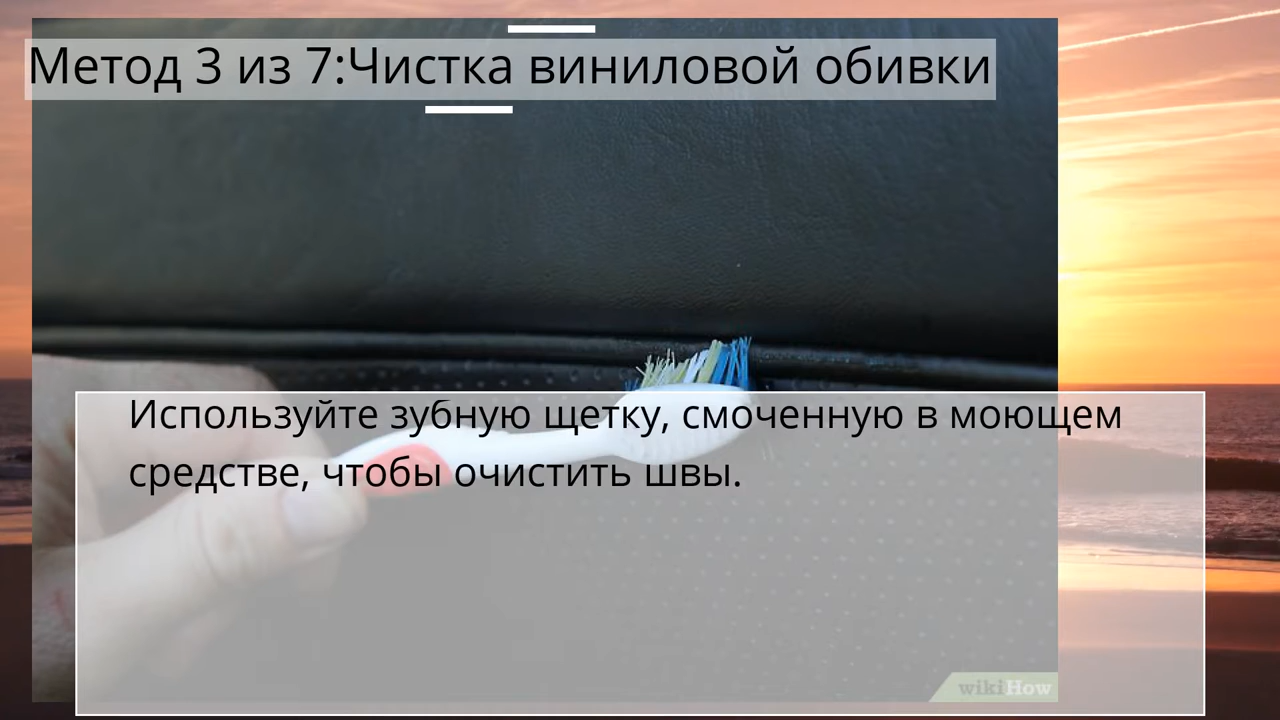 Метод 3 из 7:Чистка виниловой обивки
Используйте зубную щетку, смоченную в моющем
средстве, чтобы очистить швы.
wikiHow